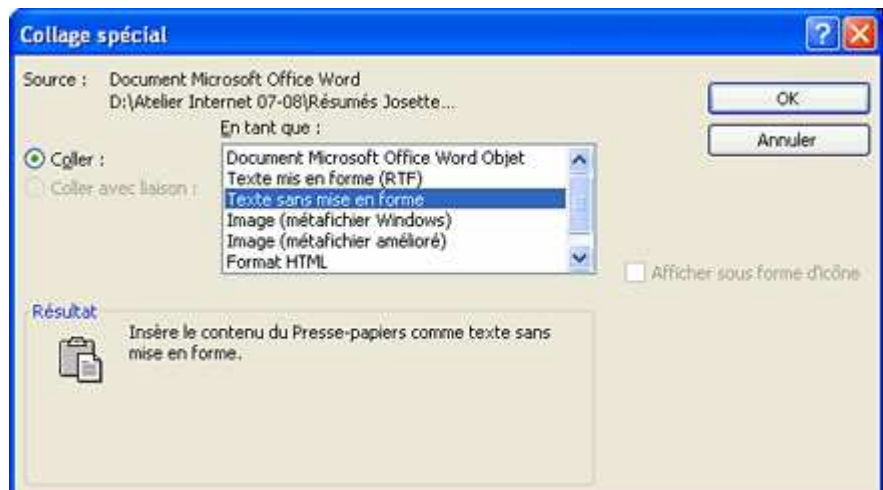 Collage spécial
Source : Document Microsoft Office Word
D:\Atelier Internet 07-08\Résumés Josette...
OK
En tant que :
Annuler
Coller :
Document Microsoft Office Word Objet
Coller avec liaison :
Texte mis en forme (RTF)
Texte sans mise en forme
Image (métafichier Windows)
Image (métafichier amélioré)
Format HTML
Afficher sous forme d'icône
Résultat
Insère le contenu du Presse-papiers comme texte sans
mise en forme.